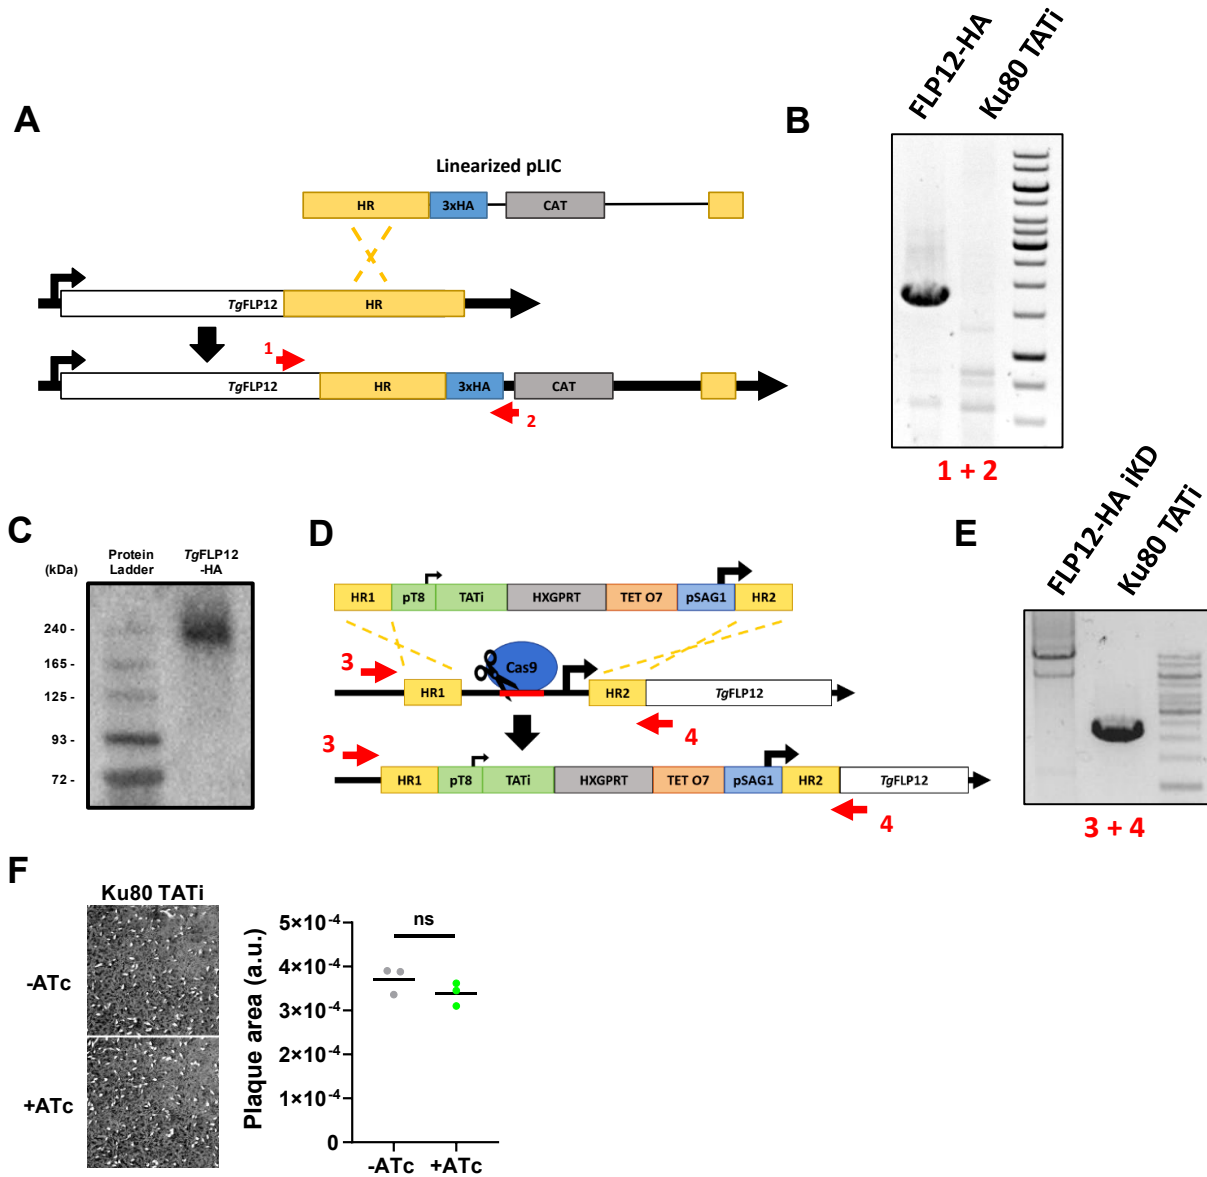 A
Linearized pLIC
HR 3xHA CAT
TgFLP12 HR
1
TgFLP12 HR 3xHA CAT
2
B
FLP12-HA Ku80 TATi
1 + 2
C
(kDa) Protein Ladder TgFLP12 -HA
240 -
165 -
125 -
93 -
72 -
D
HR1 pT8 TATi HXGPRT TET O7 pSAG1 HR2
3 Cas9
HR1 HR2 TgFLP12
4
3
HR1 pT8 TATi HXGPRT TET O7 pSAG1 HR2 TgFLP12
4
E
FLP12-HA iKD Ku80 TATi
3 + 4
F
Ku80 TATi
-ATc
+ATc
Plaque area (a.u.)
ns
5×10⁻⁴
4×10⁻⁴
3×10⁻⁴
2×10⁻⁴
1×10⁻⁴
0
-ATc +ATc